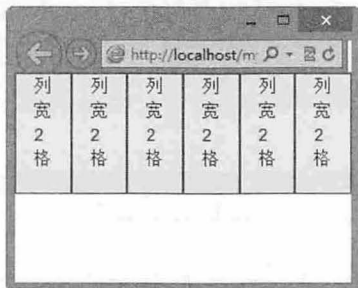 http://localhost/m
列 列 列 列 列 列
宽 宽 宽 宽 宽 宽
2 2 2 2 2 2
格 格 格 格 格 格